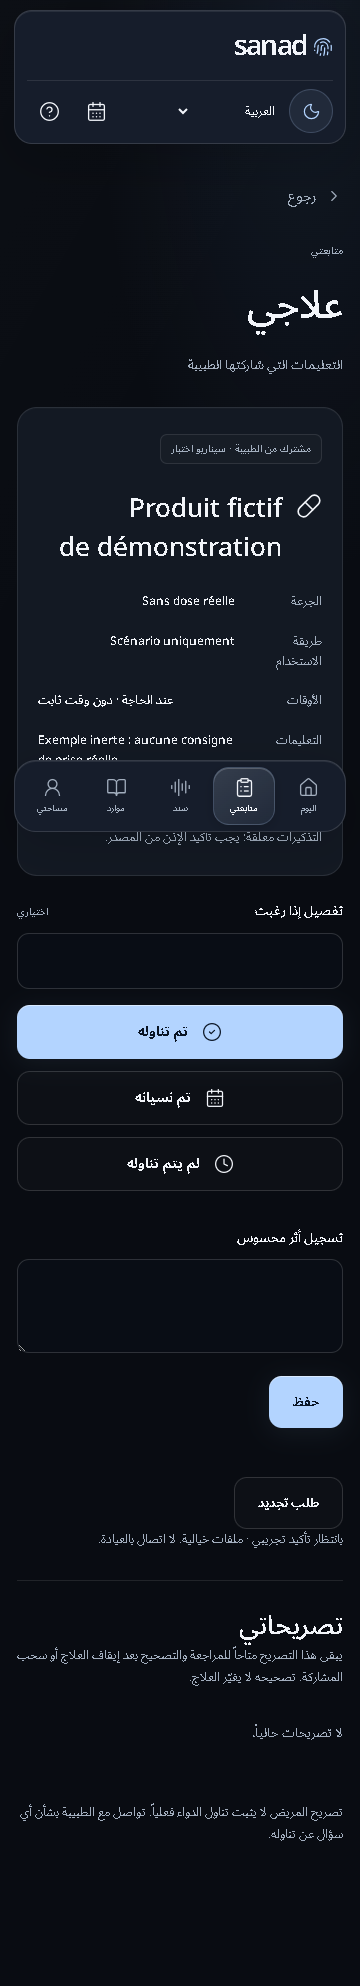 sanad
العربية
رجوع
متابعتي
علاجي
التعليمات التي شاركتها الطبيبة
مشترك من الطبيبة · سيناريو اختبار
Produit fictif
de démonstration
الجرعة
Sans dose réelle
طريقة
الاستخدام
Scénario uniquement
الأوقات
عند الحاجة · دون وقت ثابت
التعليمات
Exemple inerte : aucune consigne
de prise réelle
اليوم
متابعتي
سند
موارد
مساحتي
التذكيرات معلقة: يجب تأكيد الإذن من المصدر.
تفصيل إذا رغبت
اختياري
تم تناوله
تم نسيانه
لم يتم تناوله
تسجيل أثر محسوس
حفظ
طلب تجديد
بانتظار تأكيد تجريبي · ملفات خيالية. لا اتصال بالعيادة.
تصريحاتي
يبقى هذا التصريح متاحاً للمراجعة والتصحيح بعد إيقاف العلاج أو سحب
المشاركة. تصحيحه لا يغيّر العلاج.
لا تصريحات حالياً.
تصريح المريض لا يثبت تناول الدواء فعلياً. تواصل مع الطبيبة بشأن أي
سؤال عن تناوله.